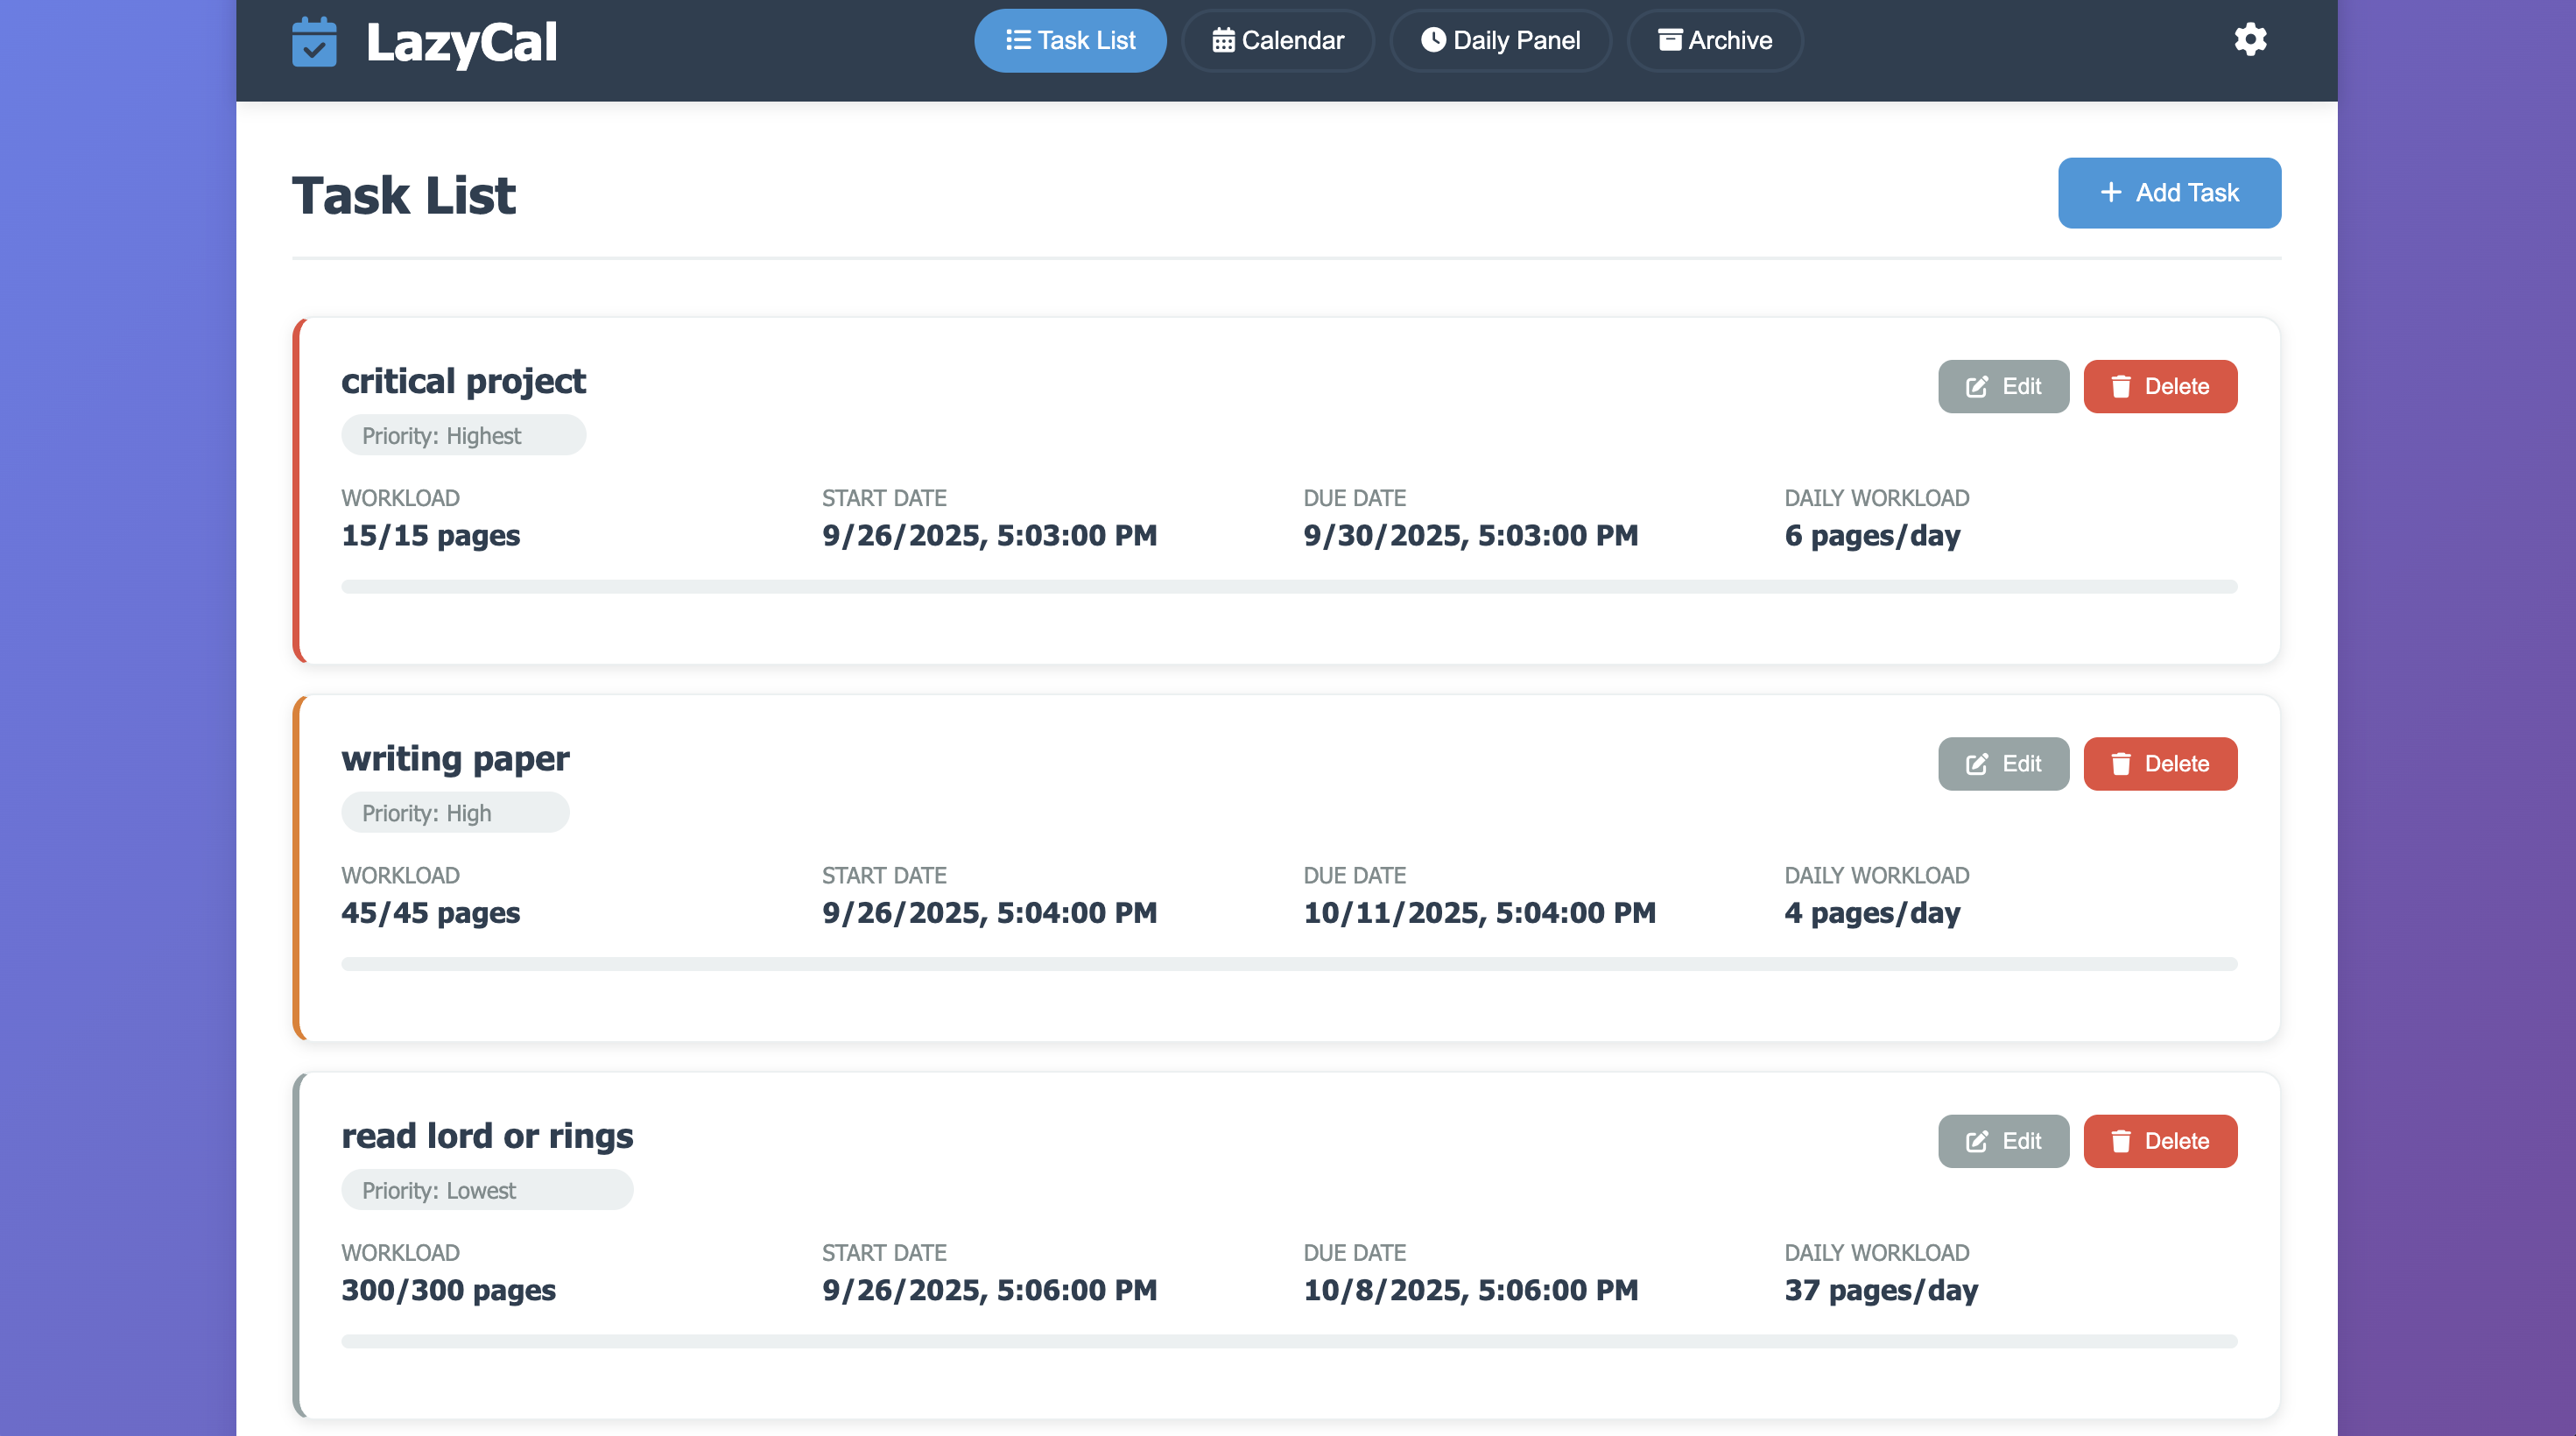 LazyCal
Task List
Calendar
Daily Panel
Archive
Task List
+ Add Task
critical project
Edit
Delete
Priority: Highest
WORKLOAD
START DATE
DUE DATE
DAILY WORKLOAD
15/15 pages
9/26/2025, 5:03:00 PM
9/30/2025, 5:03:00 PM
6 pages/day
writing paper
Edit
Delete
Priority: High
WORKLOAD
START DATE
DUE DATE
DAILY WORKLOAD
45/45 pages
9/26/2025, 5:04:00 PM
10/11/2025, 5:04:00 PM
4 pages/day
read lord or rings
Edit
Delete
Priority: Lowest
WORKLOAD
START DATE
DUE DATE
DAILY WORKLOAD
300/300 pages
9/26/2025, 5:06:00 PM
10/8/2025, 5:06:00 PM
37 pages/day